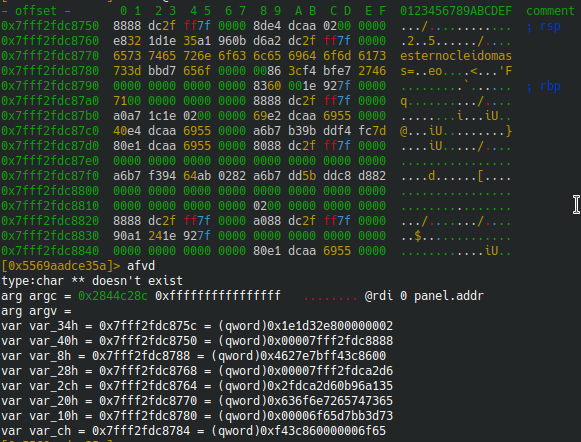 - offset -   0 1  2 3  4 5  6 7  8 9  A B  C D  E F  0123456789ABCDEF  comment
0x7fff2fdc8750  8888 dc2f ff7f 0000 8de4 dcaa 0200 0000  .../............  ; rsp
0x7fff2fdc8760  e832 1d1e 35a1 960b d6a2 dc2f ff7f 0000  .2..5....../....
0x7fff2fdc8770  6573 7465 726e 6f63 6c65 6964 6f6d 6173  esternocleidomas
0x7fff2fdc8780  733d bbd7 656f 0000 0086 3cf4 bfe7 2746  s=..eo....<...'F
0x7fff2fdc8790  0000 0000 0000 0000 8360 001e 927f 0000  .........`......  ; rbp
0x7fff2fdc87a0  7100 0000 0000 0000 8888 dc2f ff7f 0000  q........../....
0x7fff2fdc87b0  a0a7 1c1e 0200 0000 69e2 dcaa 6955 0000  ........i...iU..
0x7fff2fdc87c0  40e4 dcaa 6955 0000 a6b7 b39b ddf4 fc7d  @...iU.........}
0x7fff2fdc87d0  80e1 dcaa 6955 0000 8088 dc2f ff7f 0000  ....iU...../....
0x7fff2fdc87e0  0000 0000 0000 0000 0000 0000 0000 0000  ................
0x7fff2fdc87f0  a6b7 f394 64ab 0282 a6b7 dd5b ddc8 d882  ....d......[....
0x7fff2fdc8800  0000 0000 0000 0000 0000 0000 0000 0000  ................
0x7fff2fdc8810  0000 0000 0000 0000 0200 0000 0000 0000  ................
0x7fff2fdc8820  8888 dc2f ff7f 0000 a088 dc2f ff7f 0000  .../......./....
0x7fff2fdc8830  90a1 241e 927f 0000 0000 0000 0000 0000  ..$.............
0x7fff2fdc8840  0000 0000 0000 0000 80e1 dcaa 6955 0000  ............iU..
[0x5569aadce35a]> afvd
type:char ** doesn't exist
arg argc = 0x2844c28c 0xffffffffffffffff   ........ @rdi 0 panel.addr
arg argv =
var var_34h = 0x7fff2fdc875c = (qword)0x1e1d32e800000002
var var_40h = 0x7fff2fdc8750 = (qword)0x00007fff2fdc8888
var var_8h = 0x7fff2fdc8788 = (qword)0x4627e7bff43c8600
var var_28h = 0x7fff2fdc8768 = (qword)0x00007fff2fdca2d6
var var_2ch = 0x7fff2fdc8764 = (qword)0x2fdca2d60b96a135
var var_20h = 0x7fff2fdc8770 = (qword)0x636f6e7265747365
var var_10h = 0x7fff2fdc8780 = (qword)0x00006f65d7bb3d73
var var_ch = 0x7fff2fdc8784 = (qword)0xf43c860000006f65